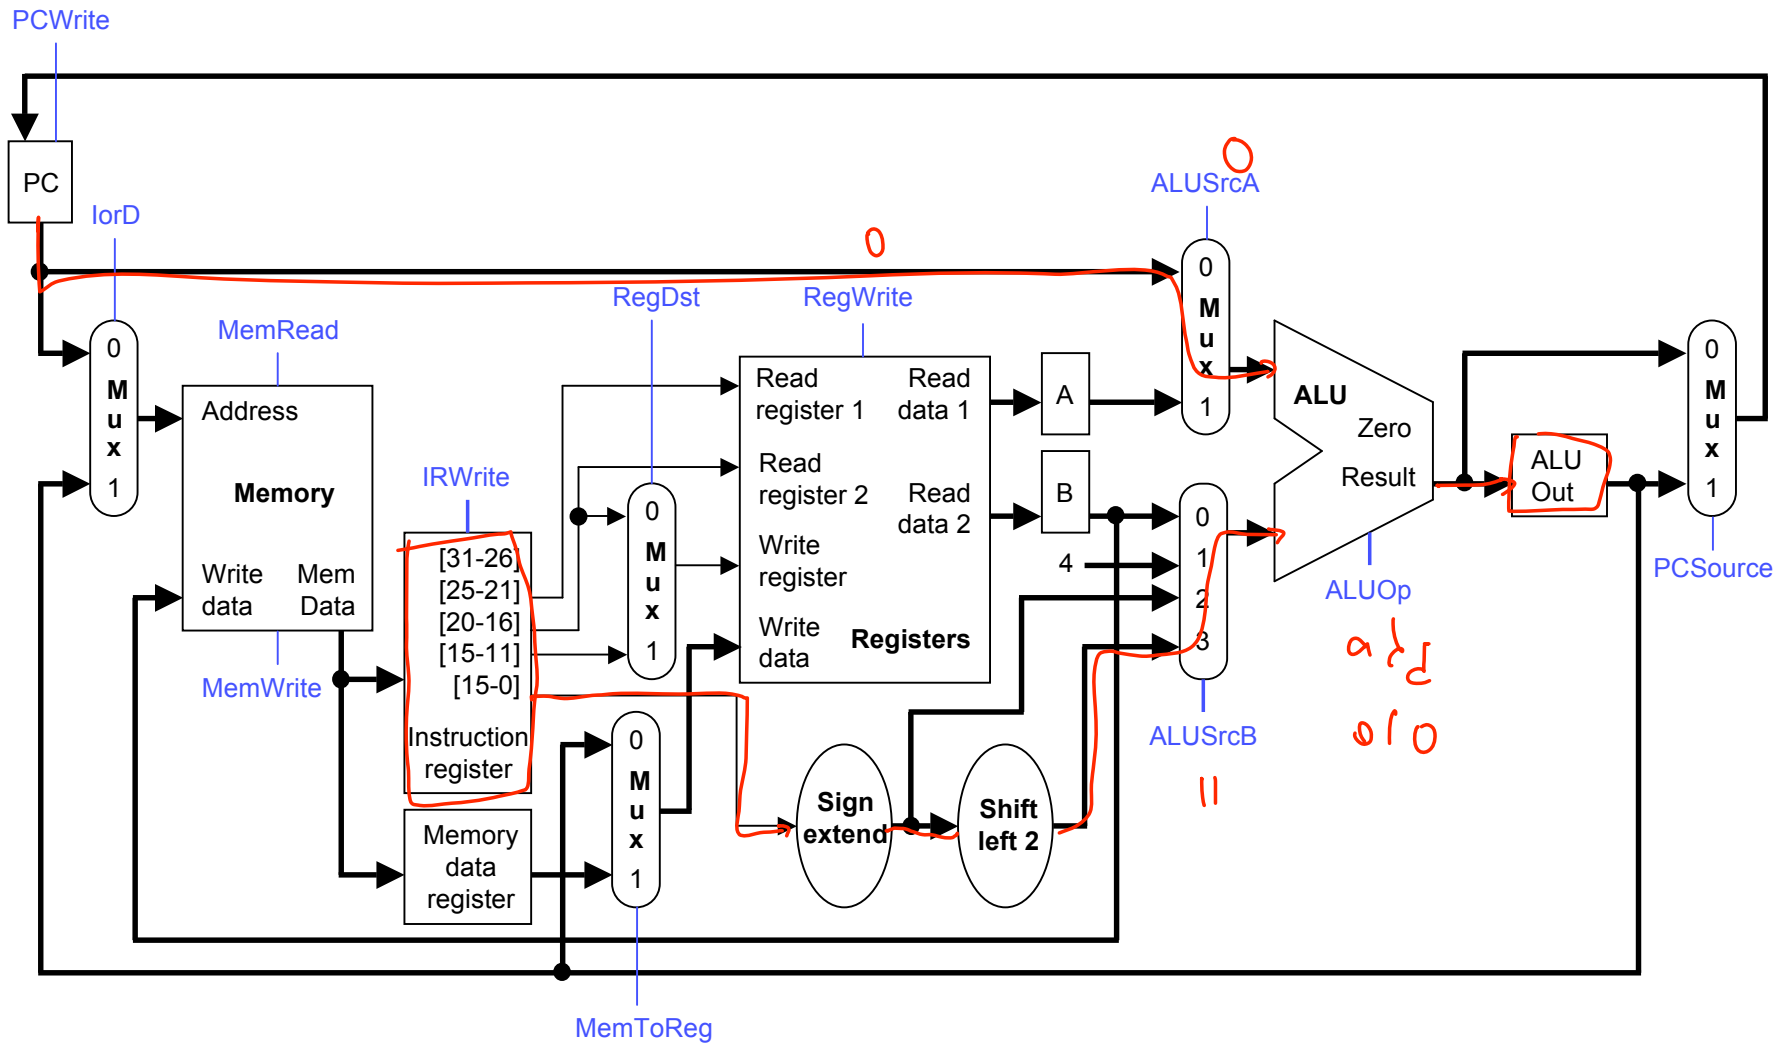 PCWrite
PC
IorD
0
M
u
x
1
MemRead
Address
Memory
Write
data
Mem
Data
MemWrite
IRWrite
[31-26]
[25-21]
[20-16]
[15-11]
[15-0]
Instruction
register
Memory
data
register
RegDst
0
M
u
x
1
0
M
u
x
1
MemToReg
RegWrite
Read
register 1
Read
data 1
Read
register 2
Read
data 2
Write
register
Write
data
Registers
Sign
extend
Shift
left 2
A
B
4
0
0
ALUSrcA
0
M
u
x
1
0
1
2
3
ALUSrcB
11
ALU
Zero
Result
ALUOp
add
010
ALU
Out
0
M
u
x
1
PCSource